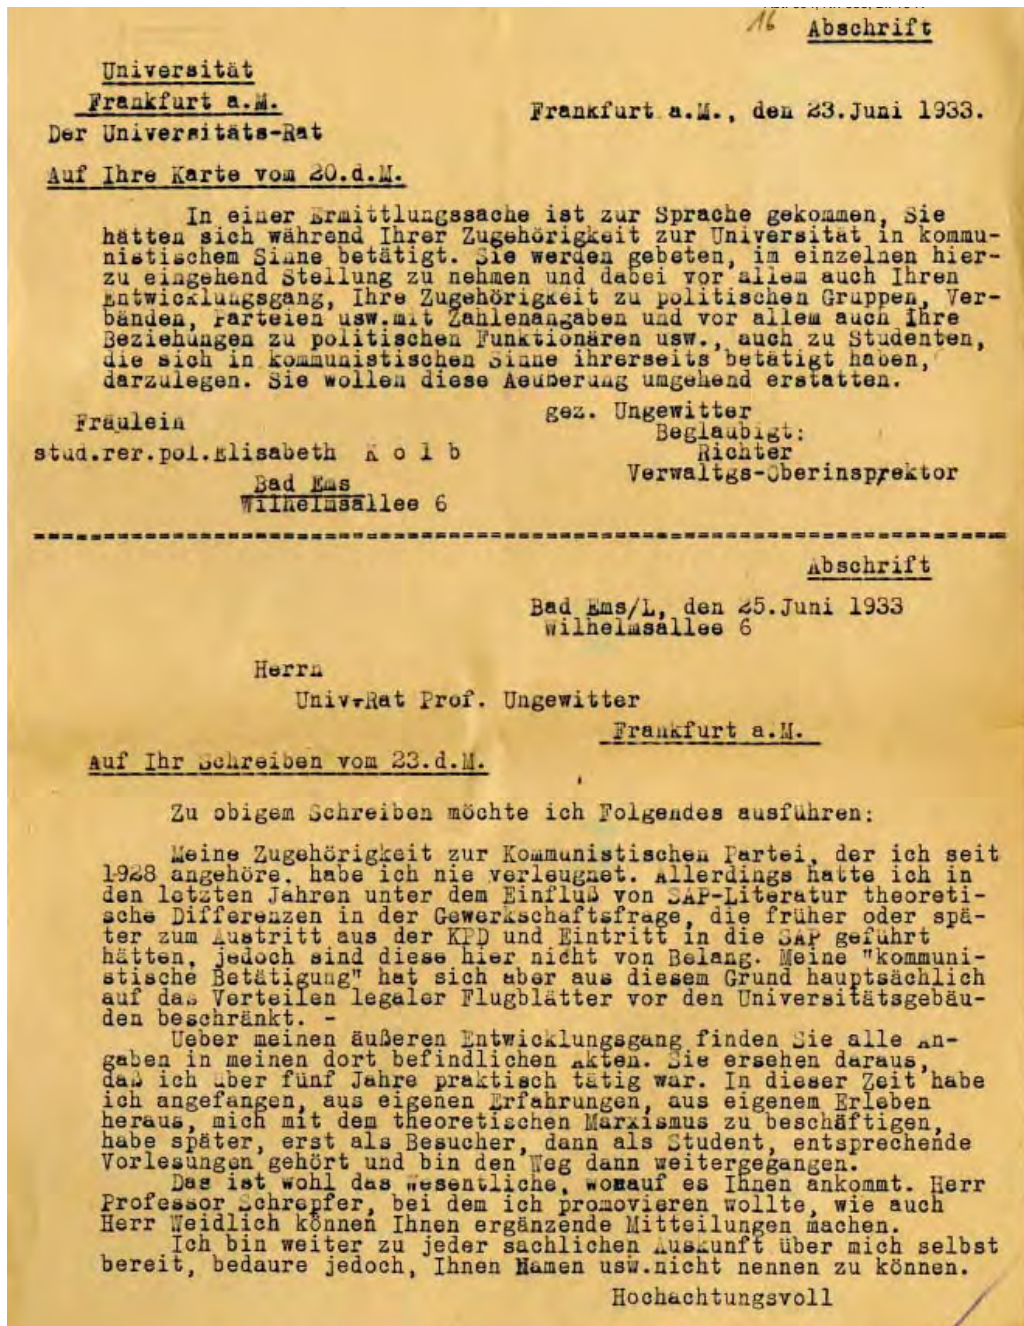 16
Abschrift
Universität
Frankfurt a.M.
Der Universitäts-Rat
Frankfurt a.M., den 23.Juni 1933.
Auf Ihre Karte vom 20.d.M.
In einer Ermittlungssache ist zur Sprache gekommen, Sie
hätten sich während Ihrer Zugehörigkeit zur Universität in kommu-
nistischem Sinne betätigt. Sie werden gebeten, im einzelnen hier-
zu eingehend Stellung zu nehmen und dabei vor allem auch Ihren
Entwicklungsgang, Ihre Zugehörigkeit zu politischen Gruppen, Ver-
bänden, Parteien usw.mit Zahlenangaben und vor allem auch Ihre
Beziehungen zu politischen Funktionären usw., auch zu Studenten,
die sich in kommunistischen Sinne ihrerseits betätigt haben,
darzulegen. Sie wollen diese Aeußerung umgehend erstatten.
gez. Ungewitter
Beglaubigt:
Richter
Verwaltgs-Oberinsprektor
Fräulein
stud.rer.pol.Elisabeth K o l b
Bad Ems
Wilhelmsallee 6
Abschrift
Bad Ems/L, den 25.Juni 1933
Wilhelmsallee 6
Herrn
Univ-Rat Prof. Ungewitter
Frankfurt a.M.
Auf Ihr Schreiben vom 23.d.M.
Zu obigem Schreiben möchte ich Folgendes ausführen:
Meine Zugehörigkeit zur Kommunistischen Partei, der ich seit
1928 angehöre, habe ich nie verleugnet. Allerdings hatte ich in
den letzten Jahren unter dem Einfluß von SAP-Literatur theoreti-
sche Differenzen in der Gewerkschaftsfrage, die früher oder spä-
ter zum Austritt aus der KPD und Eintritt in die SAP geführt
hätten, jedoch sind diese hier nicht von Belang. Meine "kommuni-
stische Betätigung" hat sich aber aus diesem Grund hauptsächlich
auf das Verteilen legaler Flugblätter vor den Universitätsgebäu-
den beschränkt. -
Ueber meinen äußeren Entwicklungsgang finden Sie alle An-
gaben in meinen dort befindlichen Akten. Sie ersehen daraus,
daß ich über fünf Jahre praktisch tätig war. In dieser Zeit habe
ich angefangen, aus eigenen Erfahrungen, aus eigenem Erleben
heraus, mich mit dem theoretischen Marxismus zu beschäftigen,
habe später, erst als Besucher, dann als Student, entsprechende
Vorlesungen gehört und bin den Weg dann weitergegangen.
Das ist wohl das Wesentliche, worauf es Ihnen ankommt. Herr
Professor Schrepfer, bei dem ich promovieren wollte, wie auch
Herr Weidlich können Ihnen ergänzende Mitteilungen machen.
Ich bin weiter zu jeder sachlichen Auskunft über mich selbst
bereit, bedaure jedoch, Ihnen Namen usw.nicht nennen zu können.
Hochachtungsvoll